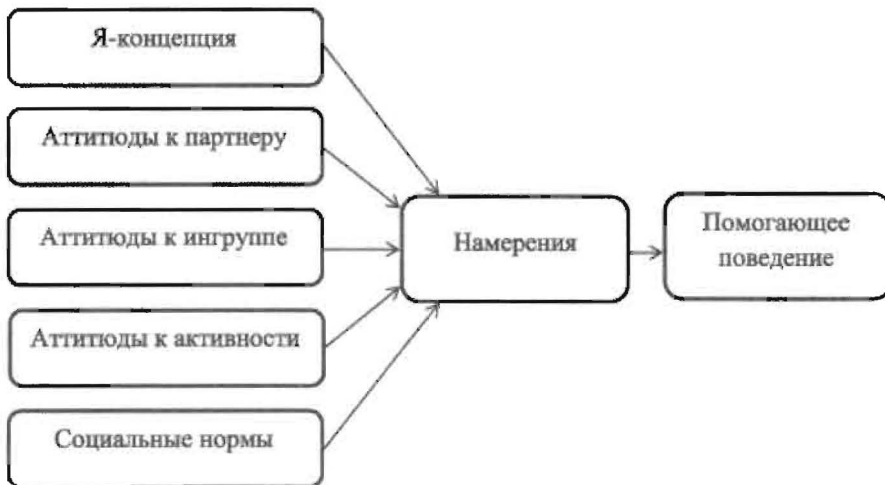 Я-концепция
Аттитюды к партнеру
Аттитюды к ингруппе
Аттитюды к активности
Социальные нормы
Намерения
Помогающее
поведение